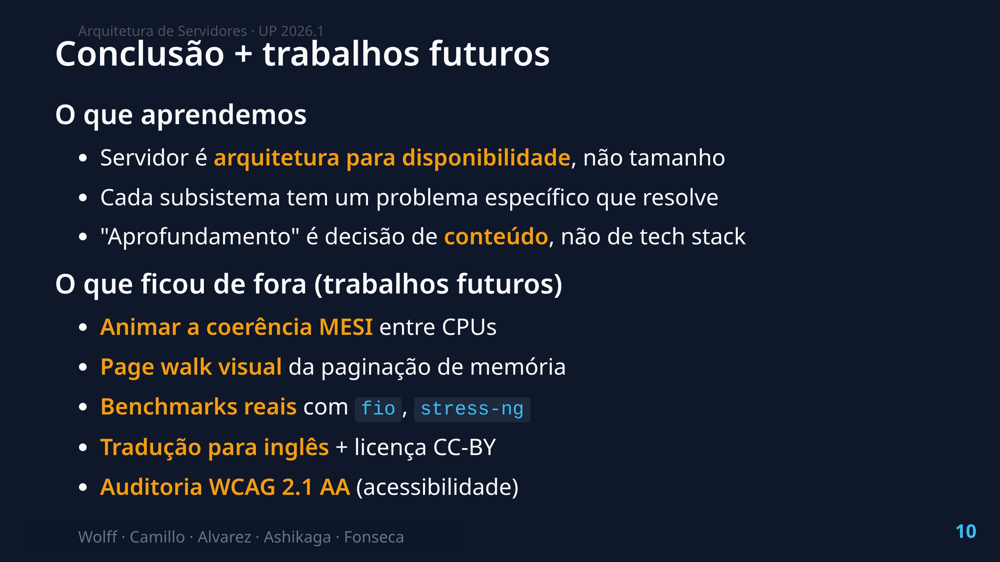 Arquitetura de Servidores · UP 2026.1
Conclusão + trabalhos futuros
O que aprendemos
• Servidor é arquitetura para disponibilidade, não tamanho
• Cada subsistema tem um problema específico que resolve
• "Aprofundamento" é decisão de conteúdo, não de tech stack
O que ficou de fora (trabalhos futuros)
• Animar a coerência MESI entre CPUs
• Page walk visual da paginação de memória
• Benchmarks reais com fio, stress-ng
• Tradução para inglês + licença CC-BY
• Auditoria WCAG 2.1 AA (acessibilidade)
Wolff · Camillo · Alvarez · Ashikaga · Fonseca
10